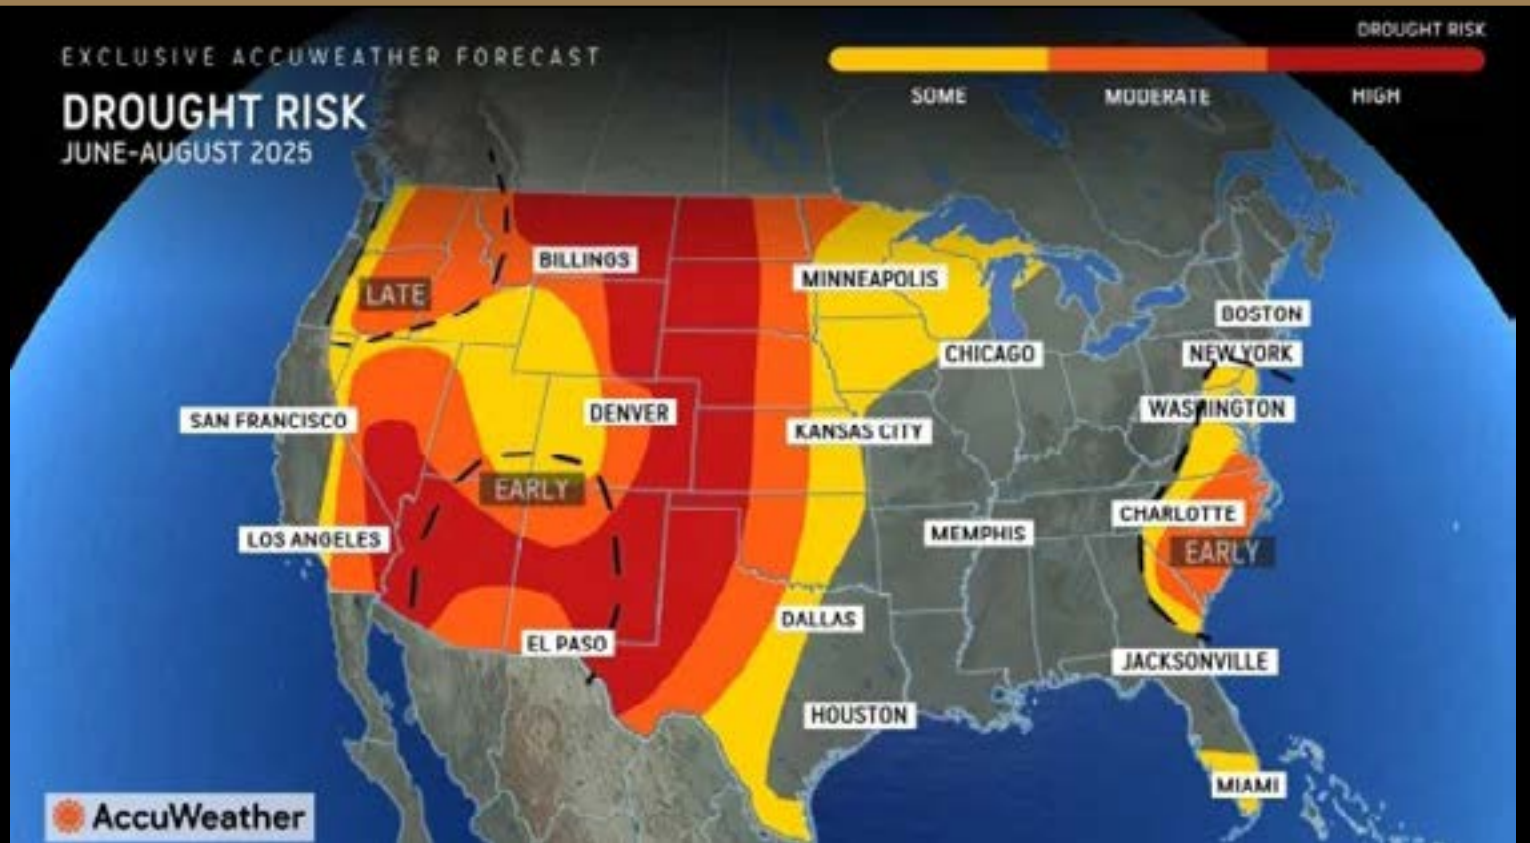 EXCLUSIVE ACCUWEATHER FORECAST
DROUGHT RISK
JUNE-AUGUST 2025
DROUGHT RISK
SOME MODERATE HIGH
BILLINGS
LATE
MINNEAPOLIS
BOSTON
CHICAGO
NEW YORK
SAN FRANCISCO
DENVER
WASHINGTON
KANSAS CITY
EARLY
CHARLOTTE
LOS ANGELES
MEMPHIS
EARLY
DALLAS
EL PASO
JACKSONVILLE
HOUSTON
MIAMI
AccuWeather